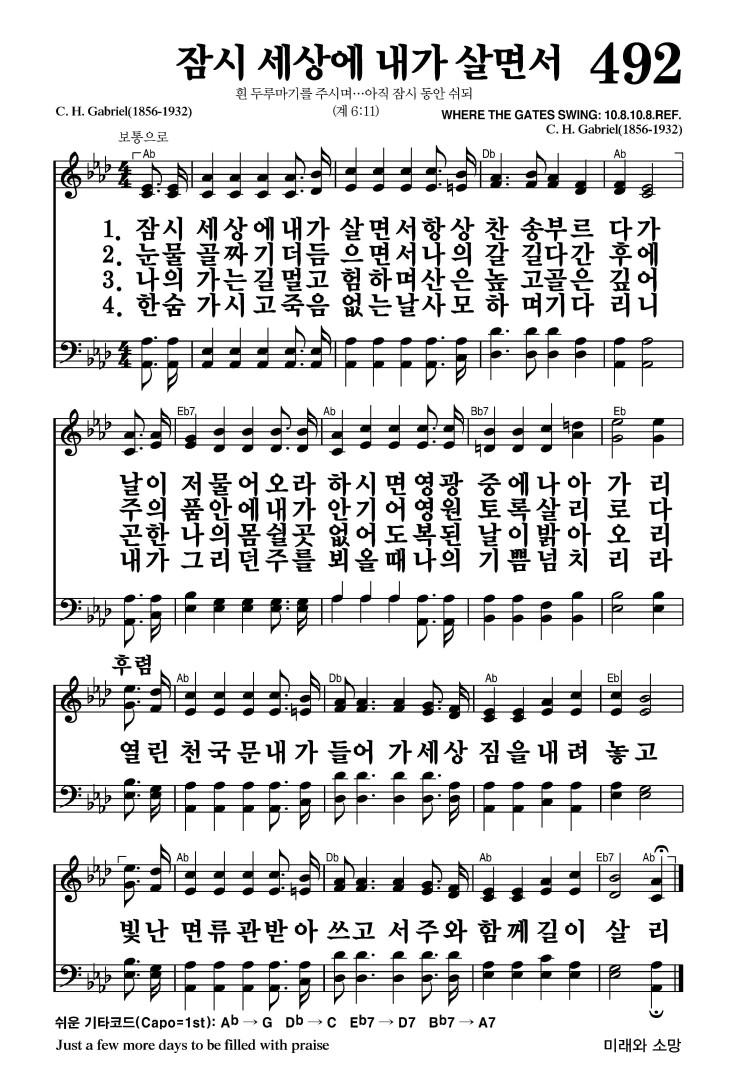 잠시 세상에 내가 살면서 492
흰 두루마기를 주시며…아직 잠시 동안 쉬되
C. H. Gabriel(1856-1932) (계 6:11) WHERE THE GATES SWING: 10.8.10.8.REF.
C. H. Gabriel(1856-1932)
보통으로
Ab Db Ab
1. 잠시 세상에내가 살면서항상 찬 송부르 다가
2. 눈물 골짜기더듬 으면서나의 갈 길다간 후에
3. 나의 가는길멀고 험하며산은 높 고골은 깊어
4. 한숨 가시고죽음 없는날사모 하 며기다 리니
Eb7 Ab Bb7 Eb
날이 저물어오라 하시면영광 중에나아 가리
주의 품안에내가 안기어영원 토록살리 로다
곤한 나의몸쉴곳 없어도복된 날이밝아 오리
내가 그리던주를 뵈올때나의 기쁨넘치 리라
후렴
Ab Db Ab Eb
열린 천국문내가 들어 가세상 짐을내려 놓고
Ab Db Ab Eb7 Ab
빛난 면류관받아 쓰고 서주와 함께길이 살리
쉬운 기타코드(Capo=1st): Ab → G Db → C Eb7 → D7 Bb7 → A7
Just a few more days to be filled with praise 미래와 소망